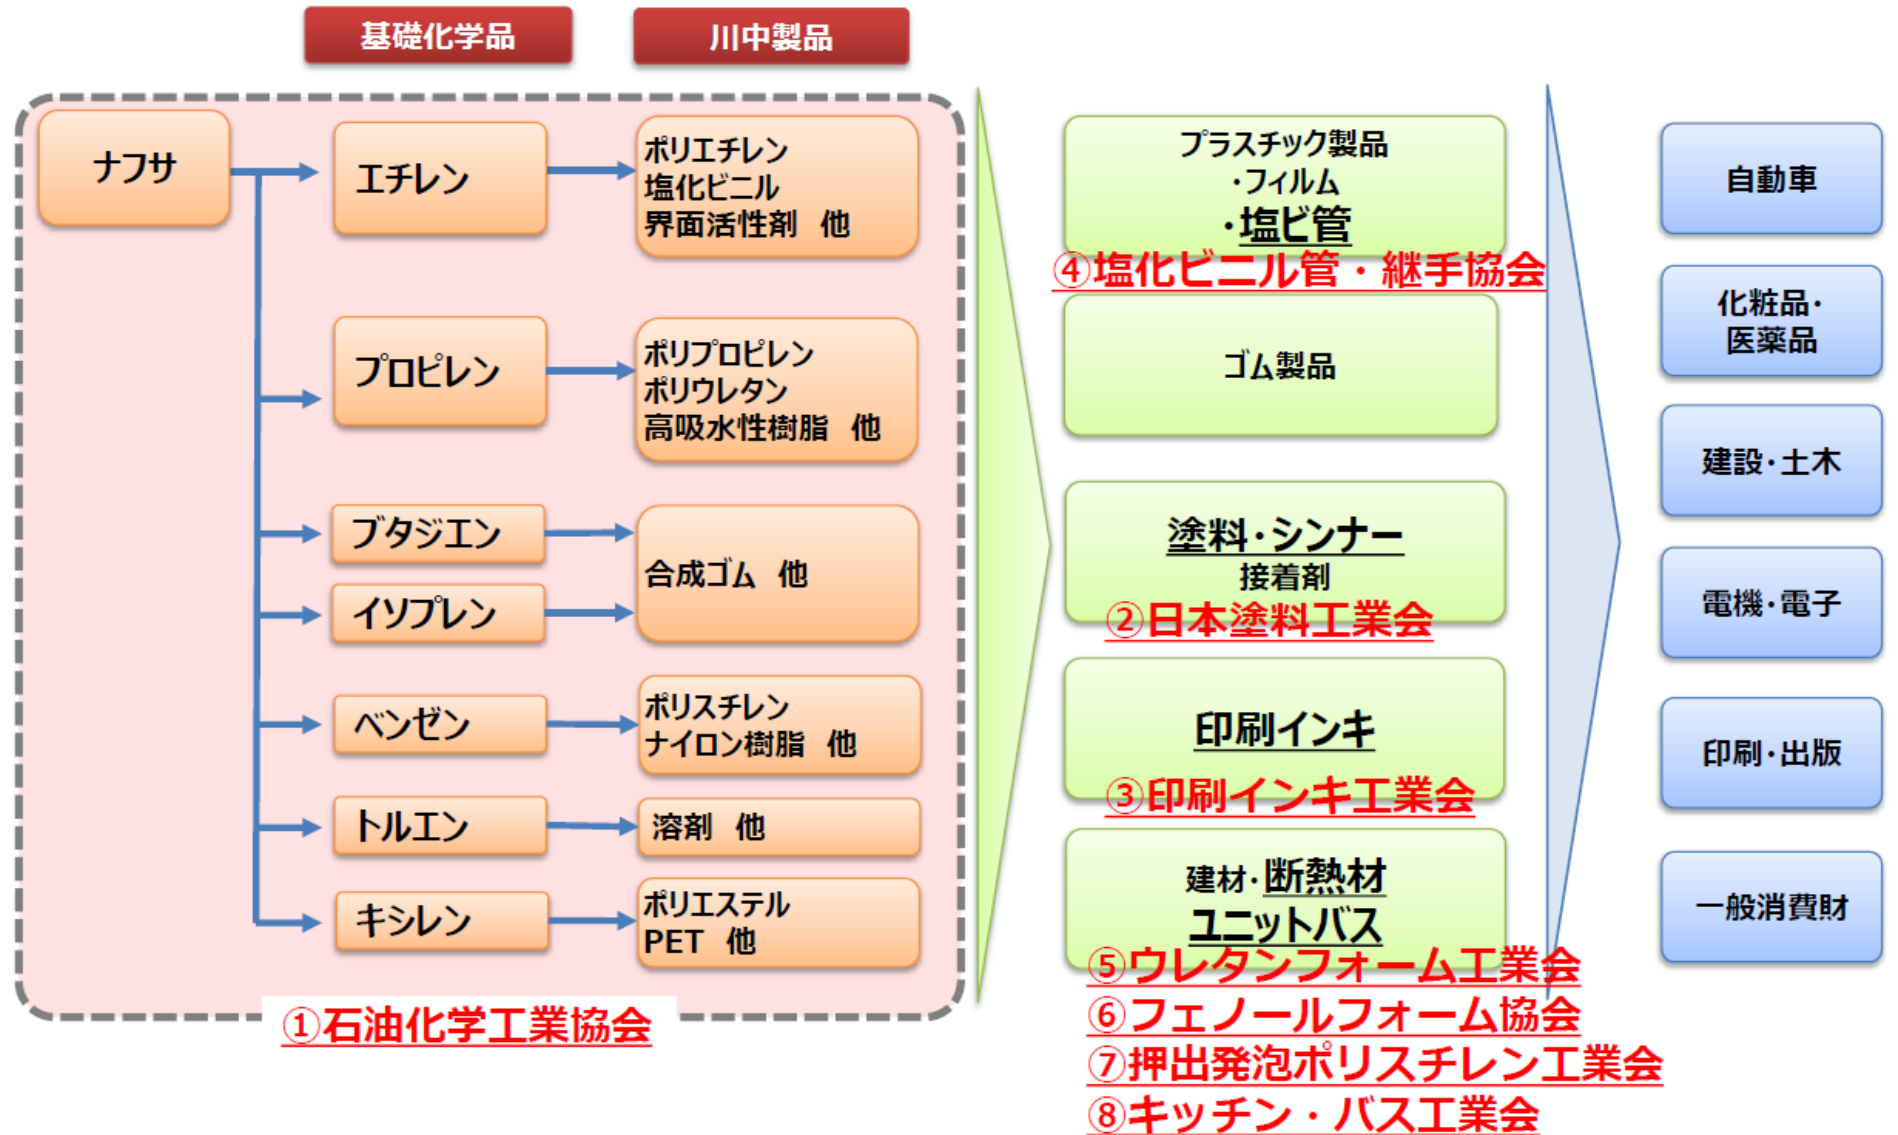 基礎化学品
川中製品
ナフサ
エチレン
ポリエチレン
塩化ビニル
界面活性剤　他
プロピレン
ポリプロピレン
ポリウレタン
高吸水性樹脂　他
ブタジエン
イソプレン
合成ゴム　他
ベンゼン
ポリスチレン
ナイロン樹脂　他
トルエン
溶剤　他
キシレン
ポリエステル
PET　他
①石油化学工業協会
プラスチック製品
・フィルム
・塩ビ管
④塩化ビニル管・継手協会
ゴム製品
塗料・シンナー
接着剤
②日本塗料工業会
印刷インキ
③印刷インキ工業会
建材・断熱材
ユニットバス
⑤ウレタンフォーム工業会
⑥フェノールフォーム協会
⑦押出発泡ポリスチレン工業会
⑧キッチン・バス工業会
自動車
化粧品・
医薬品
建設・土木
電機・電子
印刷・出版
一般消費財